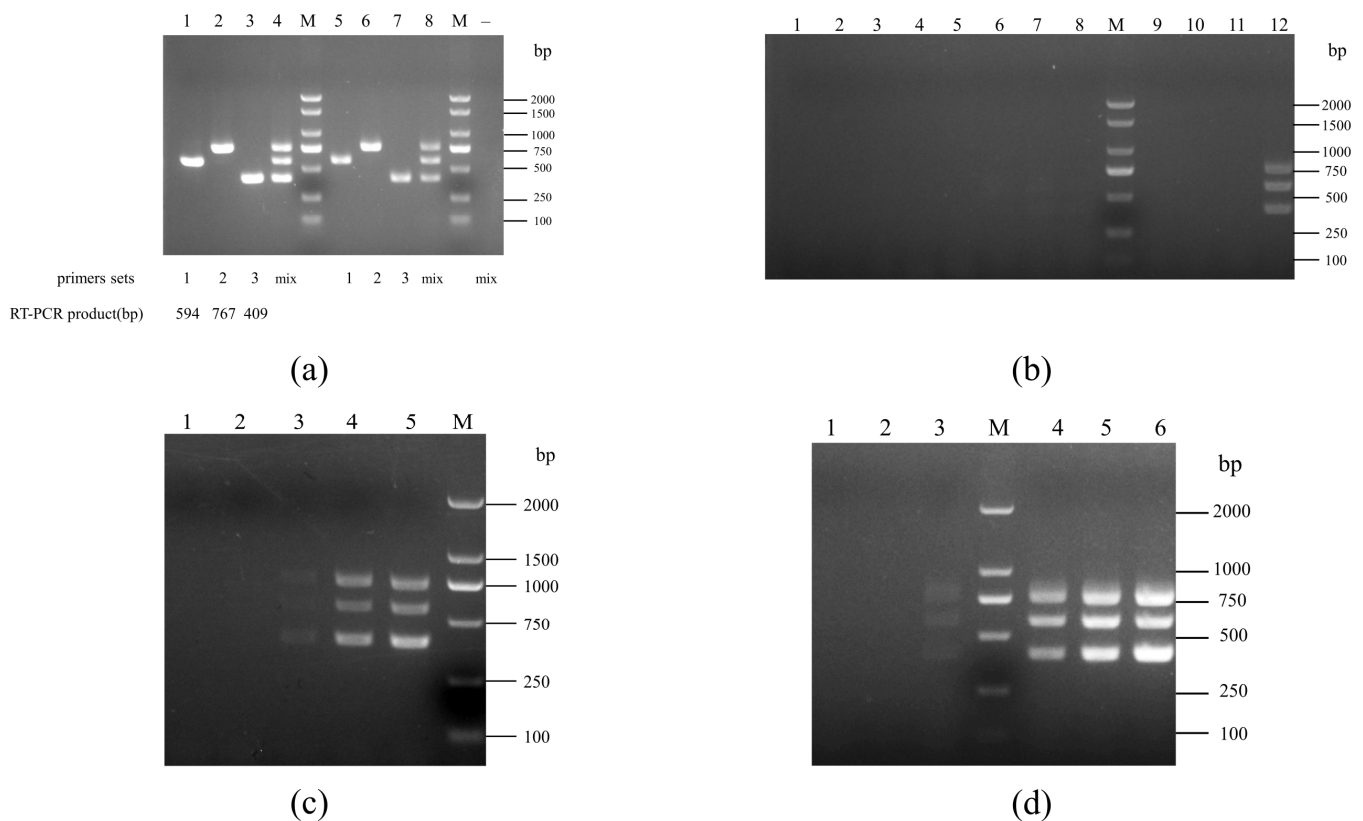 1 2 3 4 M 5 6 7 8 M –
bp
2000
1500
1000
750
500
250
100
primers sets 1 2 3 mix 1 2 3 mix mix
RT-PCR product(bp) 594 767 409
(a)
1 2 3 4 5 6 7 8 M 9 10 11 12
bp
2000
1500
1000
750
500
250
100
(b)
1 2 3 4 5 M
bp
2000
1500
1000
750
250
100
(c)
1 2 3 M 4 5 6
bp
2000
1000
750
500
250
100
(d)